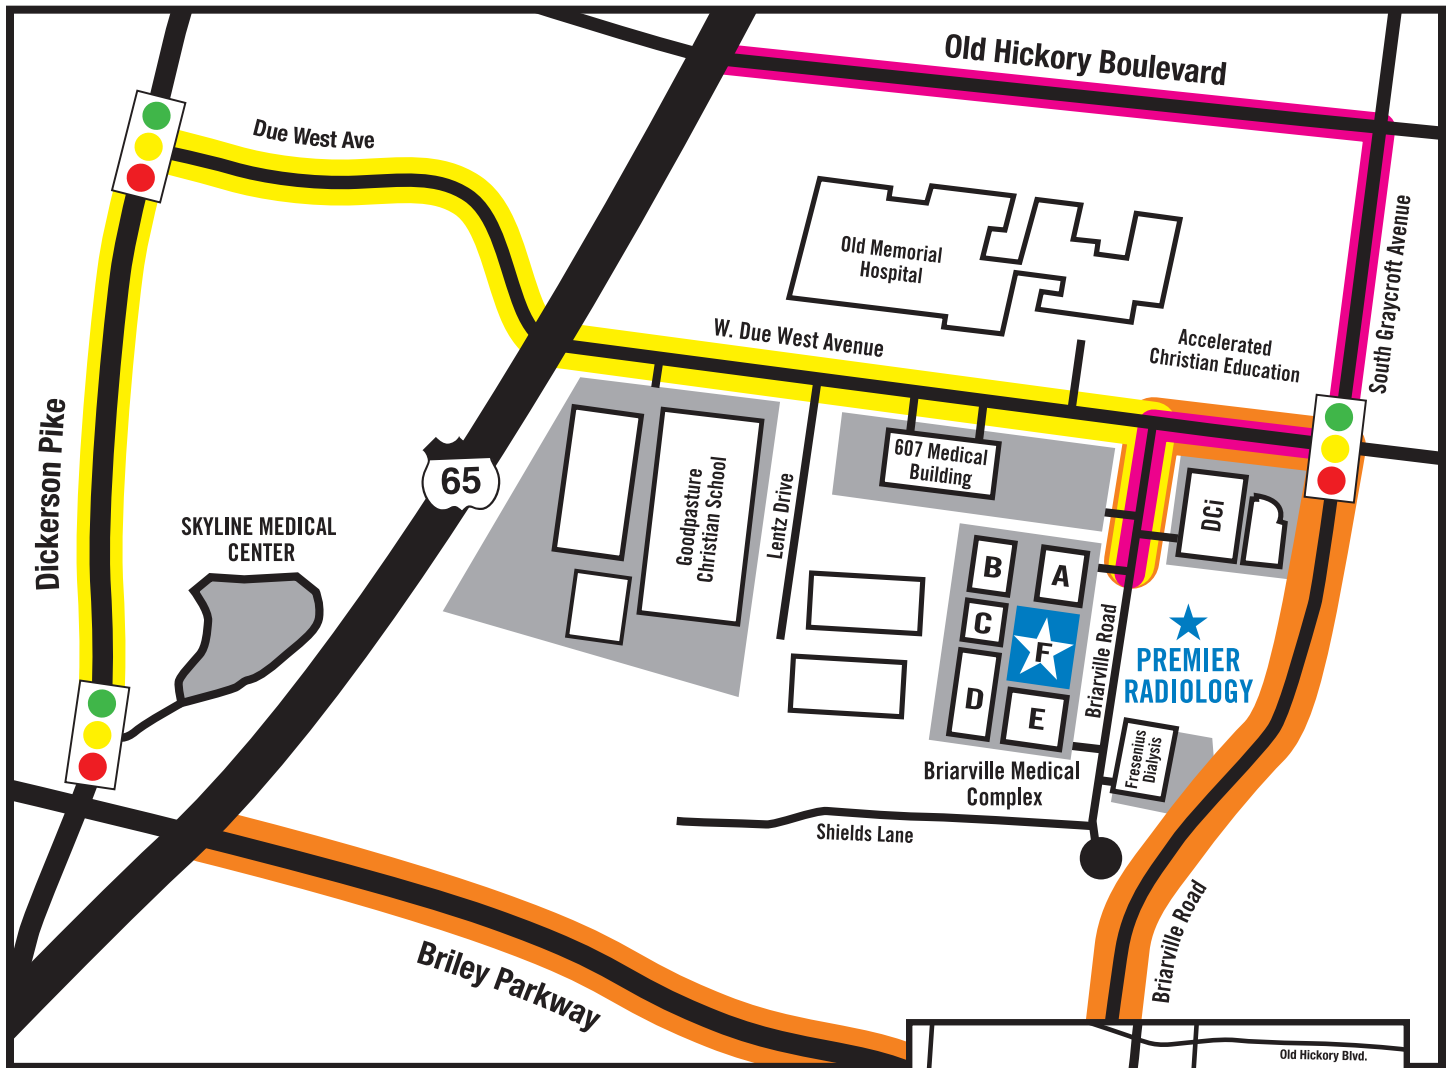 Old Hickory Boulevard
Due West Ave
South Graycroft Avenue
Old Memorial
Hospital
W. Due West Avenue
Accelerated
Christian Education
Dickerson Pike
65
607 Medical
Building
Goodpasture
Christian School
Lentz Drive
DCi
SKYLINE MEDICAL
CENTER
B
A
C
F
D
E
Briarville Road
PREMIER
RADIOLOGY
Fresenius
Dialysis
Briarville Medical
Complex
Shields Lane
Briarville Road
Briley Parkway
Old Hickory Blvd.